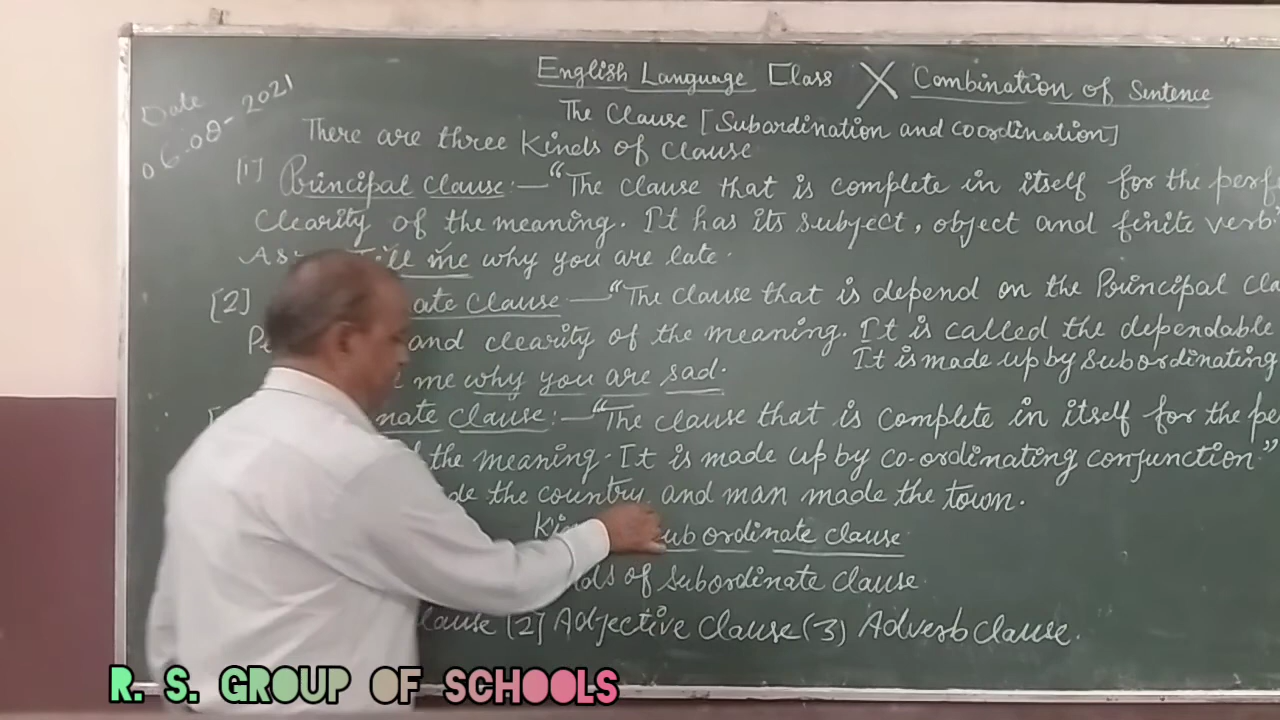 English Language Class X Combination of Sentence
The Clause [Subordination and coordination]
Date
06-08-2021
There are three Kinds of clause
[1] Principal Clause :— "The clause that is complete in itself for the perf
Clearity of the meaning. It has its subject, object and finite verb
As Tell me why you are late.
[2] ate Clause — "The clause that is depend on the Principal Cla
Pe and clearity of the meaning. It is called the dependable
It is made up by subordinating
me why you are sad.
nate Clause :— "The clause that is complete in itself for the pe
the meaning. It is made up by co-ordinating conjunction."
de the country, and man made the town.
Kin ub ordinate clause
nds of subordinate clause
lause [2] Adjective Clause (3) Adverb Clause.
R. S. GROUP OF SCHOOLS